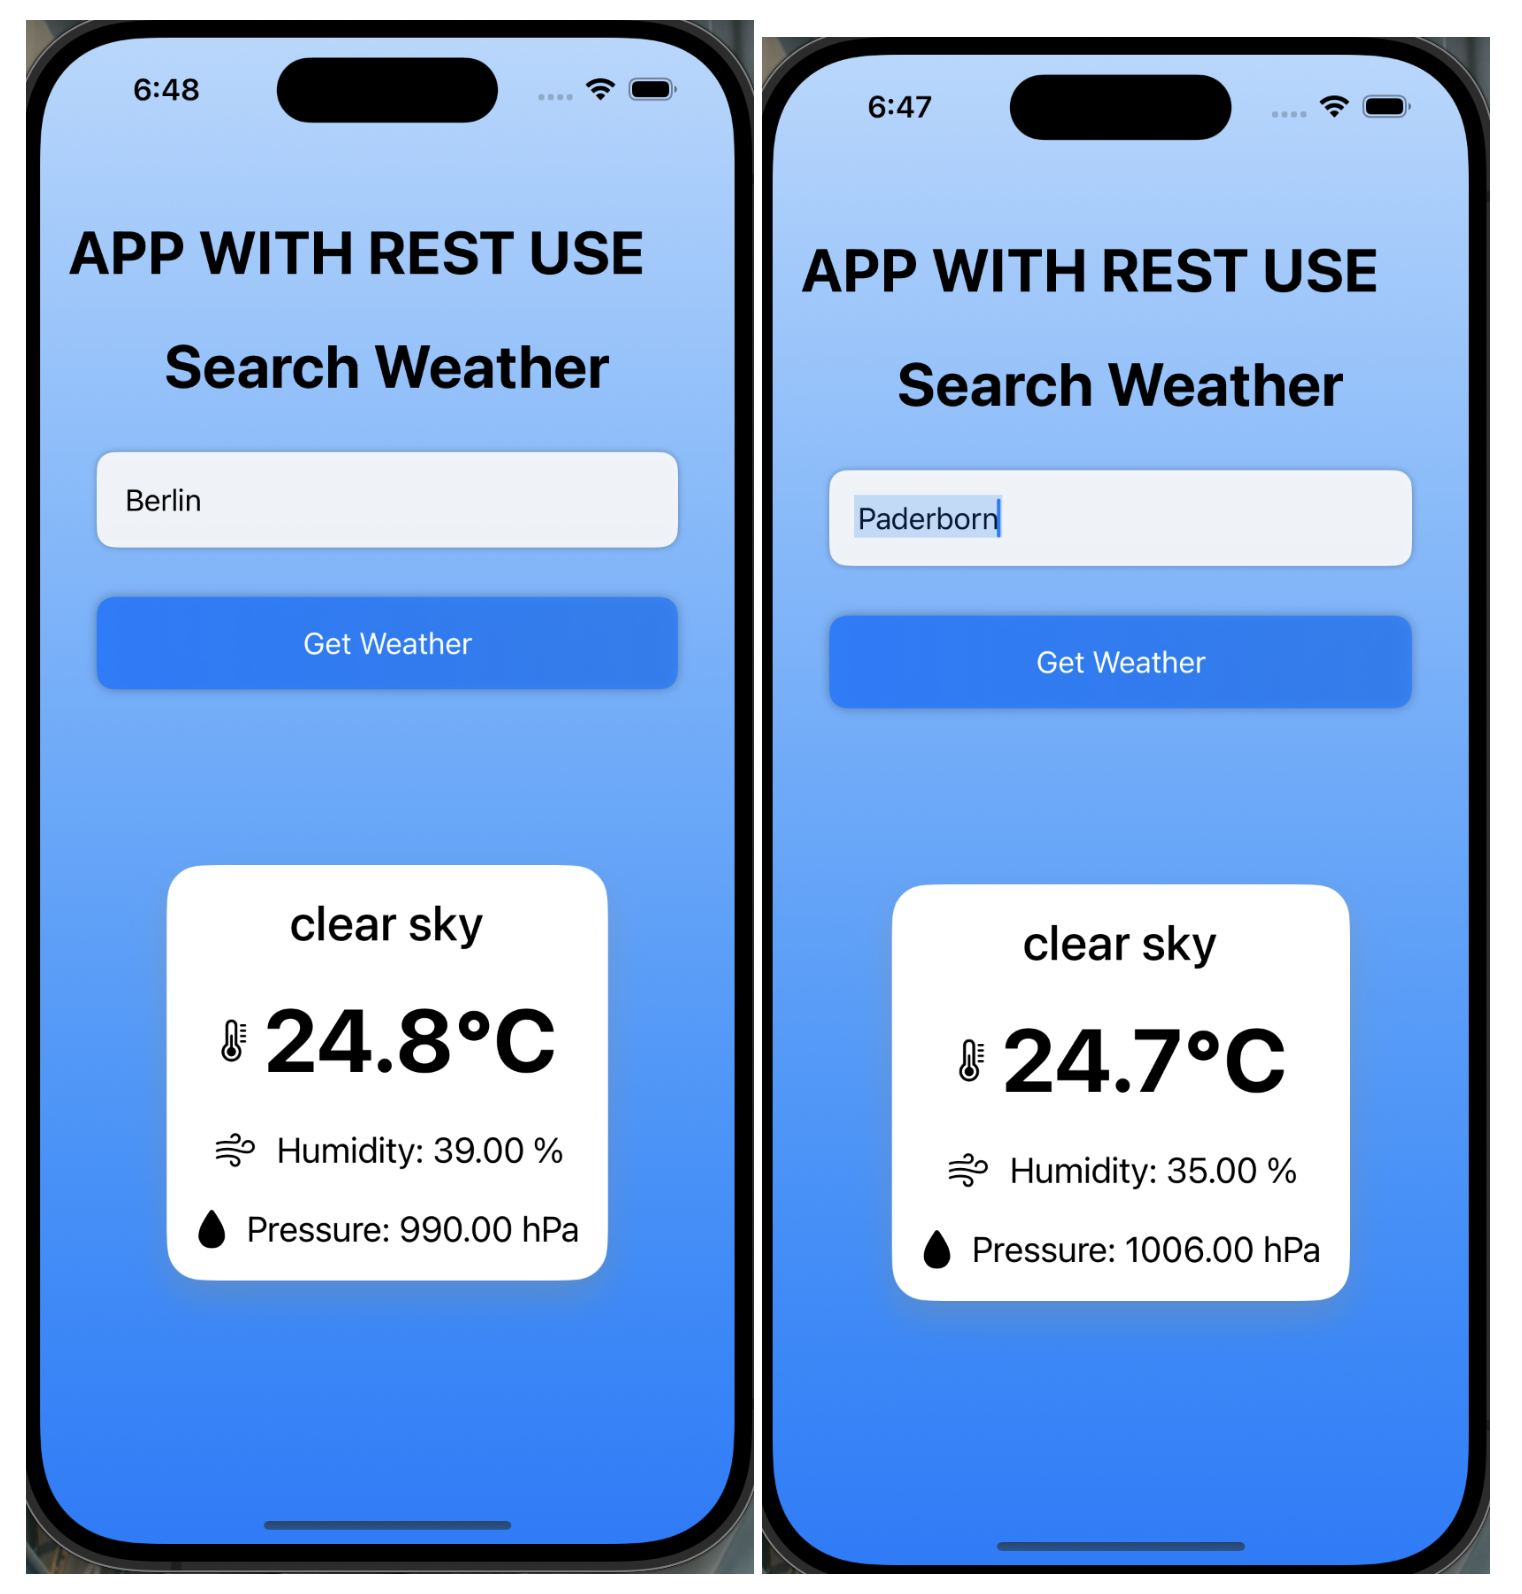 6:48
APP WITH REST USE
Search Weather
Berlin
Get Weather
clear sky
24.8°C
Humidity: 39.00 %
Pressure: 990.00 hPa
6:47
APP WITH REST USE
Search Weather
Paderborn
Get Weather
clear sky
24.7°C
Humidity: 35.00 %
Pressure: 1006.00 hPa